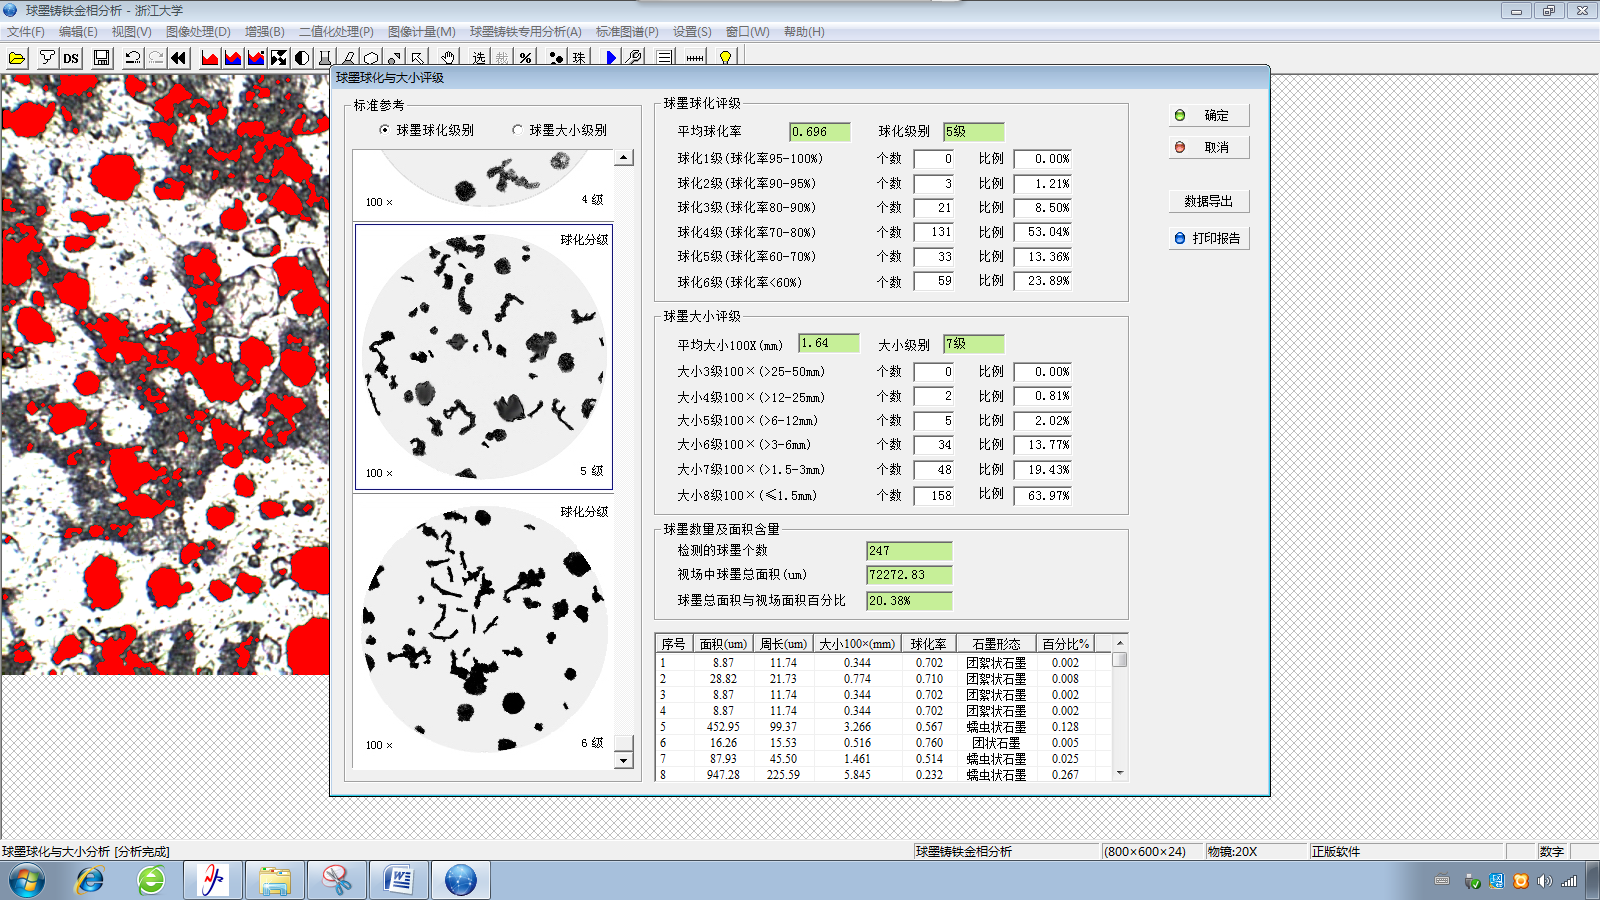 球墨铸铁金相分析 - 浙江大学
文件(F) 编辑(E) 视图(V) 图像处理(D) 增强(B) 二值化处理(P) 图像计量(M) 球墨铸铁专用分析(A) 标准图谱(P) 设置(S) 窗口(W) 帮助(H)
DS 选 裁 % 珠
球墨球化与大小评级
标准参考
球墨球化级别 球墨大小级别
100 × 4 级
球化分级
100 × 5 级
球化分级
100 × 6 级
球墨球化评级
平均球化率 0.696 球化级别 5级
球化1级(球化率95-100%) 个数 0 比例 0.00%
球化2级(球化率90-95%) 个数 3 比例 1.21%
球化3级(球化率80-90%) 个数 21 比例 8.50%
球化4级(球化率70-80%) 个数 131 比例 53.04%
球化5级(球化率60-70%) 个数 33 比例 13.36%
球化6级(球化率<60%) 个数 59 比例 23.89%
球墨大小评级
平均大小100X(mm) 1.64 大小级别 7级
大小3级100×(>25-50mm) 个数 0 比例 0.00%
大小4级100×(>12-25mm) 个数 2 比例 0.81%
大小5级100×(>6-12mm) 个数 5 比例 2.02%
大小6级100×(>3-6mm) 个数 34 比例 13.77%
大小7级100×(>1.5-3mm) 个数 48 比例 19.43%
大小8级100×(≤1.5mm) 个数 158 比例 63.97%
球墨数量及面积含量
检测的球墨个数 247
视场中球墨总面积(um) 72272.83
球墨总面积与视场面积百分比 20.38%
序号 面积(um) 周长(um) 大小100×(mm) 球化率 石墨形态 百分比%
1 8.87 11.74 0.344 0.702 团絮状石墨 0.002
2 28.82 21.73 0.774 0.710 团絮状石墨 0.008
3 8.87 11.74 0.344 0.702 团絮状石墨 0.002
4 8.87 11.74 0.344 0.702 团絮状石墨 0.002
5 452.95 99.37 3.266 0.567 蠕虫状石墨 0.128
6 16.26 15.53 0.516 0.760 团状石墨 0.005
7 87.93 45.50 1.461 0.514 蠕虫状石墨 0.025
8 947.28 225.59 5.845 0.232 蠕虫状石墨 0.267
确定
取消
数据导出
打印报告
球墨球化与大小分析 [分析完成] 球墨铸铁金相分析 (800×600×24) 物镜:20X 正版软件 数字